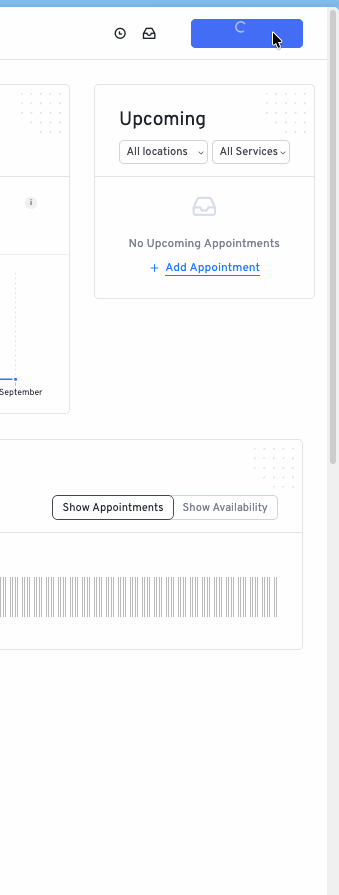 Upcoming
All locations
All Services
i
No Upcoming Appointments
+ Add Appointment
September
Show Appointments
Show Availability